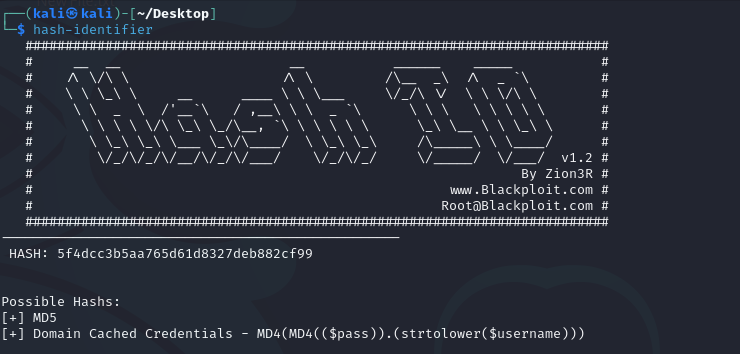 ┌──(kali㉿kali)-[~/Desktop]
└─$ hash-identifier
   #########################################################################
   #     __  __                     __           ______    _____           #
   #    /\ \/\ \                   /\ \         /\__  _\  /\  _ `\         #
   #    \ \ \_\ \     __      ____ \ \ \___     \/_/\ \/  \ \ \/\ \        #
   #     \ \  _  \  /'__`\   / ,__\ \ \  _ `\      \ \ \   \ \ \ \ \       #
   #      \ \ \ \ \/\ \_\ \_/\__, `\ \ \ \ \ \      \_\ \__ \ \ \_\ \      #
   #       \ \_\ \_\ \___ \_\/\____/  \ \_\ \_\     /\_____\ \ \____/      #
   #        \/_/\/_/\/__/\/_/\/___/    \/_/\/_/     \/_____/  \/___/  v1.2 #
   #                                                             By Zion3R #
   #                                                    www.Blackploit.com #
   #                                                   Root@Blackploit.com #
   #########################################################################
--------------------------------------------------
 HASH: 5f4dcc3b5aa765d61d8327deb882cf99
Possible Hashs:
[+] MD5
[+] Domain Cached Credentials - MD4(MD4(($pass)).(strtolower($username)))